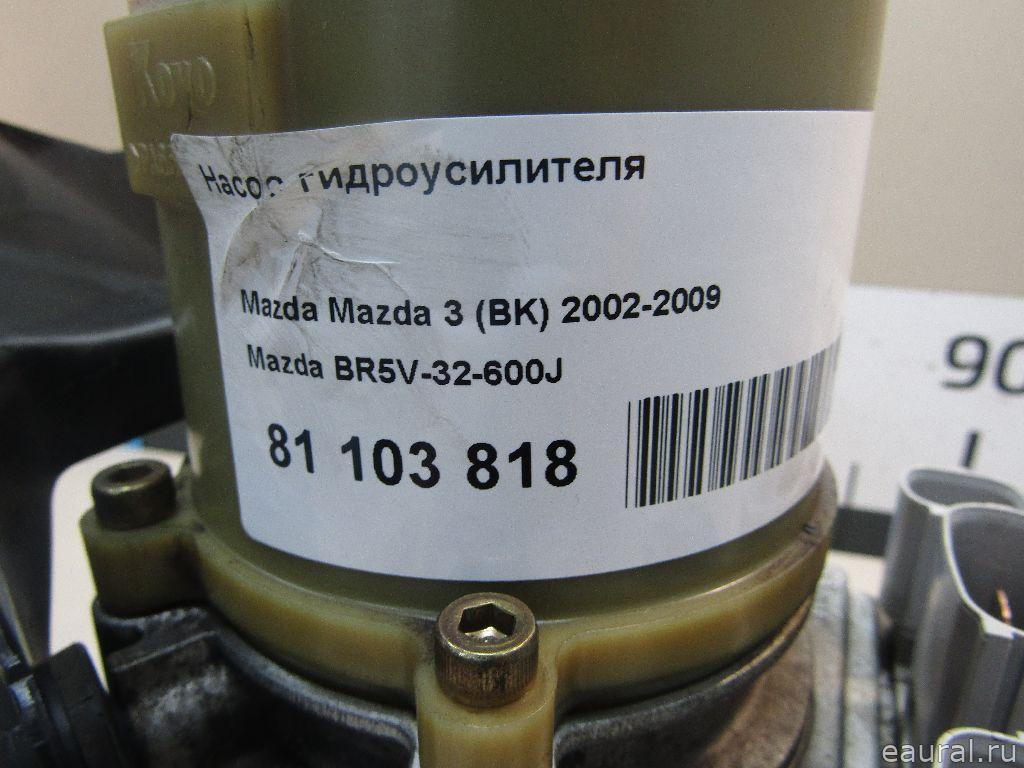 Koyo
Насос гидроусилителя
Mazda Mazda 3 (BK) 2002-2009
Mazda BR5V-32-600J
81 103 818
90
eaural.ru